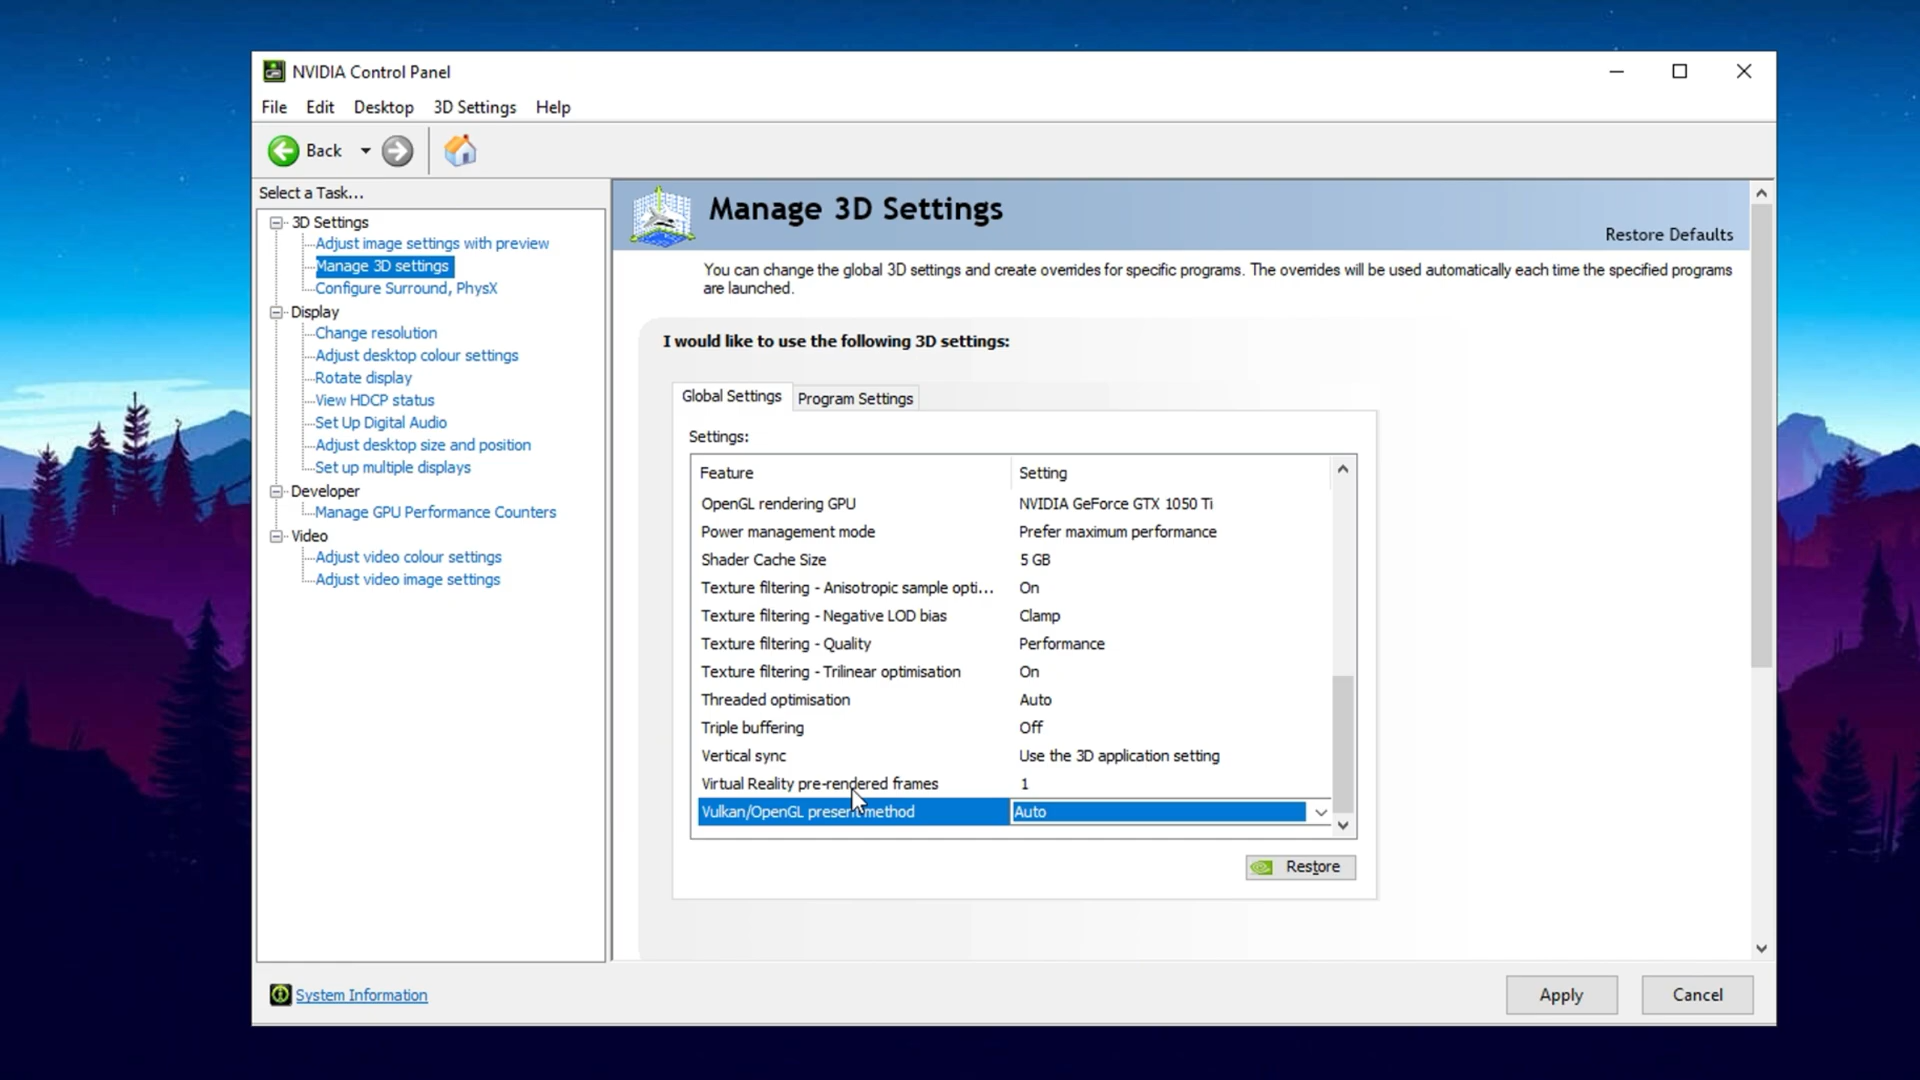 NVIDIA Control Panel
File Edit Desktop 3D Settings Help
Back
Select a Task...
3D Settings
Adjust image settings with preview
Manage 3D settings
Configure Surround, PhysX
Display
Change resolution
Adjust desktop colour settings
Rotate display
View HDCP status
Set Up Digital Audio
Adjust desktop size and position
Set up multiple displays
Developer
Manage GPU Performance Counters
Video
Adjust video colour settings
Adjust video image settings
System Information
Manage 3D Settings
Restore Defaults
You can change the global 3D settings and create overrides for specific programs. The overrides will be used automatically each time the specified programs
are launched.
I would like to use the following 3D settings:
Global Settings Program Settings
Settings:
Feature Setting
OpenGL rendering GPU NVIDIA GeForce GTX 1050 Ti
Power management mode Prefer maximum performance
Shader Cache Size 5 GB
Texture filtering - Anisotropic sample opti... On
Texture filtering - Negative LOD bias Clamp
Texture filtering - Quality Performance
Texture filtering - Trilinear optimisation On
Threaded optimisation Auto
Triple buffering Off
Vertical sync Use the 3D application setting
Virtual Reality pre-rendered frames 1
Vulkan/OpenGL present method Auto
Restore
Apply Cancel